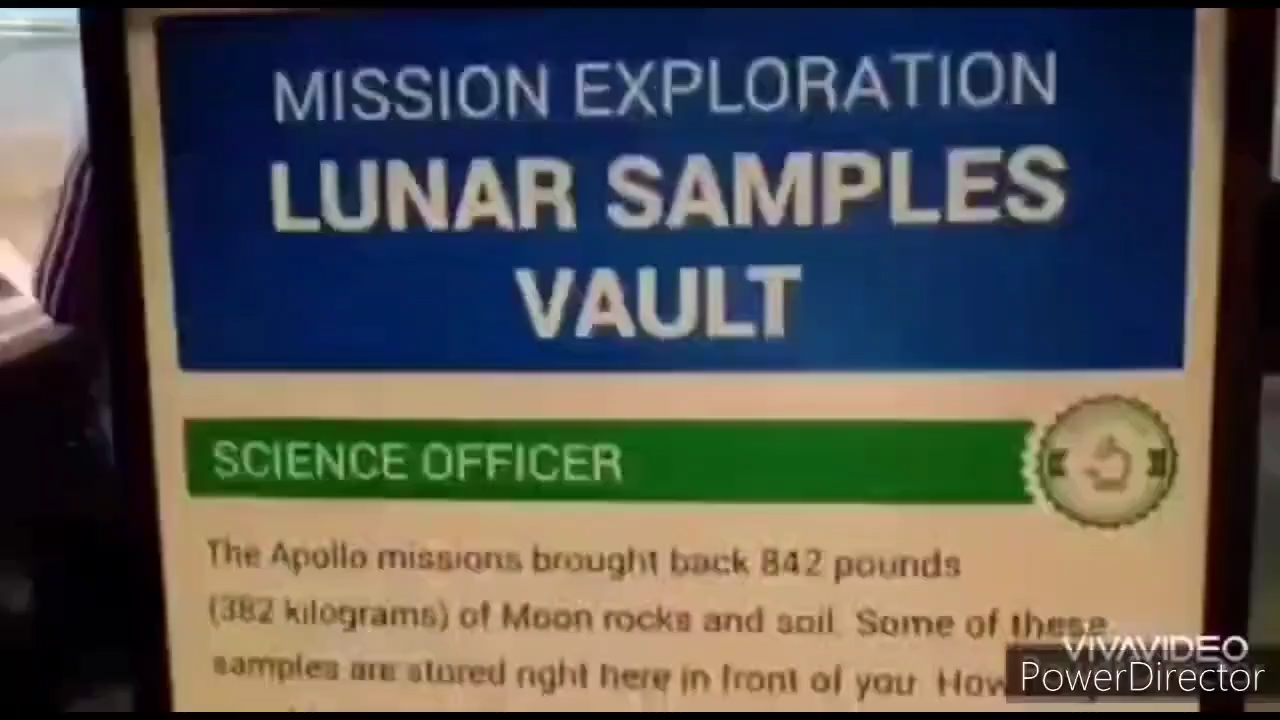 MISSION EXPLORATION
LUNAR SAMPLES
VAULT
SCIENCE OFFICER
The Apollo missions brought back 842 pounds
(382 kilograms) of Moon rocks and soil. Some of these
samples are stored right here in front of you. How
VIVAVIDEO
PowerDirector